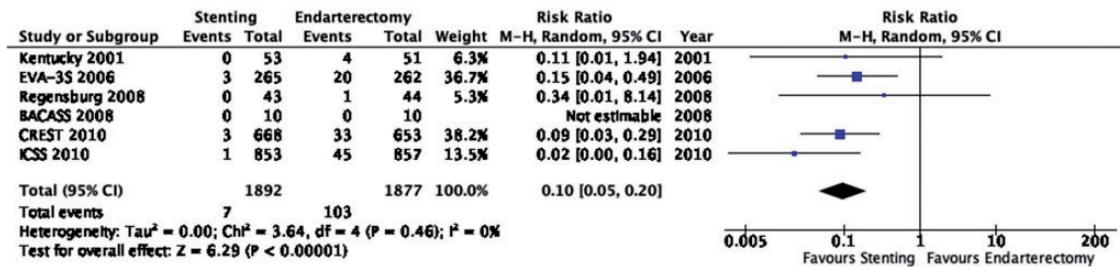 Stenting Endarterectomy Risk Ratio Risk Ratio
Study or Subgroup Events Total Events Total Weight M-H, Random, 95% CI Year M-H, Random, 95% CI
Kentucky 2001 0 53 4 51 6.3% 0.11 [0.01, 1.94] 2001
EVA-3S 2006 3 265 20 262 36.7% 0.15 [0.04, 0.49] 2006
Regensburg 2008 0 43 1 44 5.3% 0.34 [0.01, 8.14] 2008
BACASS 2008 0 10 0 10 Not estimable 2008
CREST 2010 3 668 33 653 38.2% 0.09 [0.03, 0.29] 2010
ICSS 2010 1 853 45 857 13.5% 0.02 [0.00, 0.16] 2010
Total (95% CI) 1892 1877 100.0% 0.10 [0.05, 0.20]
Total events 7 103
Heterogeneity: Tau² = 0.00; Chi² = 3.64, df = 4 (P = 0.46); I² = 0%
Test for overall effect: Z = 6.29 (P < 0.00001)
0.005 0.1 1 10 200
Favours Stenting Favours Endarterectomy